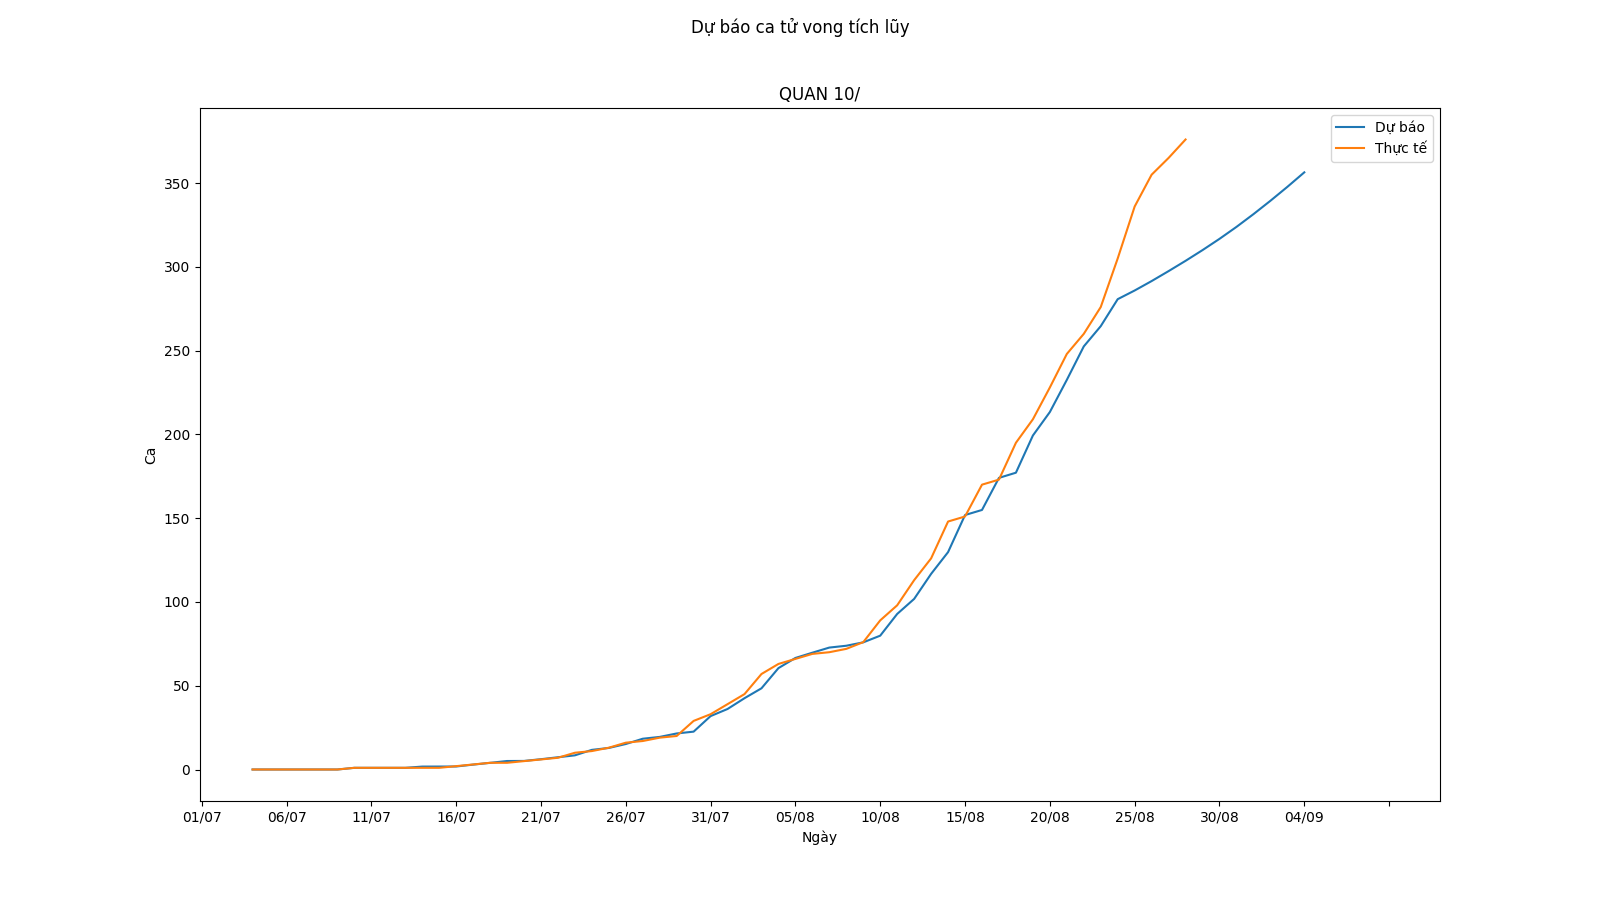 Dự báo ca tử vong tích lũy
QUAN 10/
Dự báo
Thực tế
350
300
250
200
150
100
50
0
Ca
01/07 06/07 11/07 16/07 21/07 26/07 31/07 05/08 10/08 15/08 20/08 25/08 30/08 04/09
Ngày